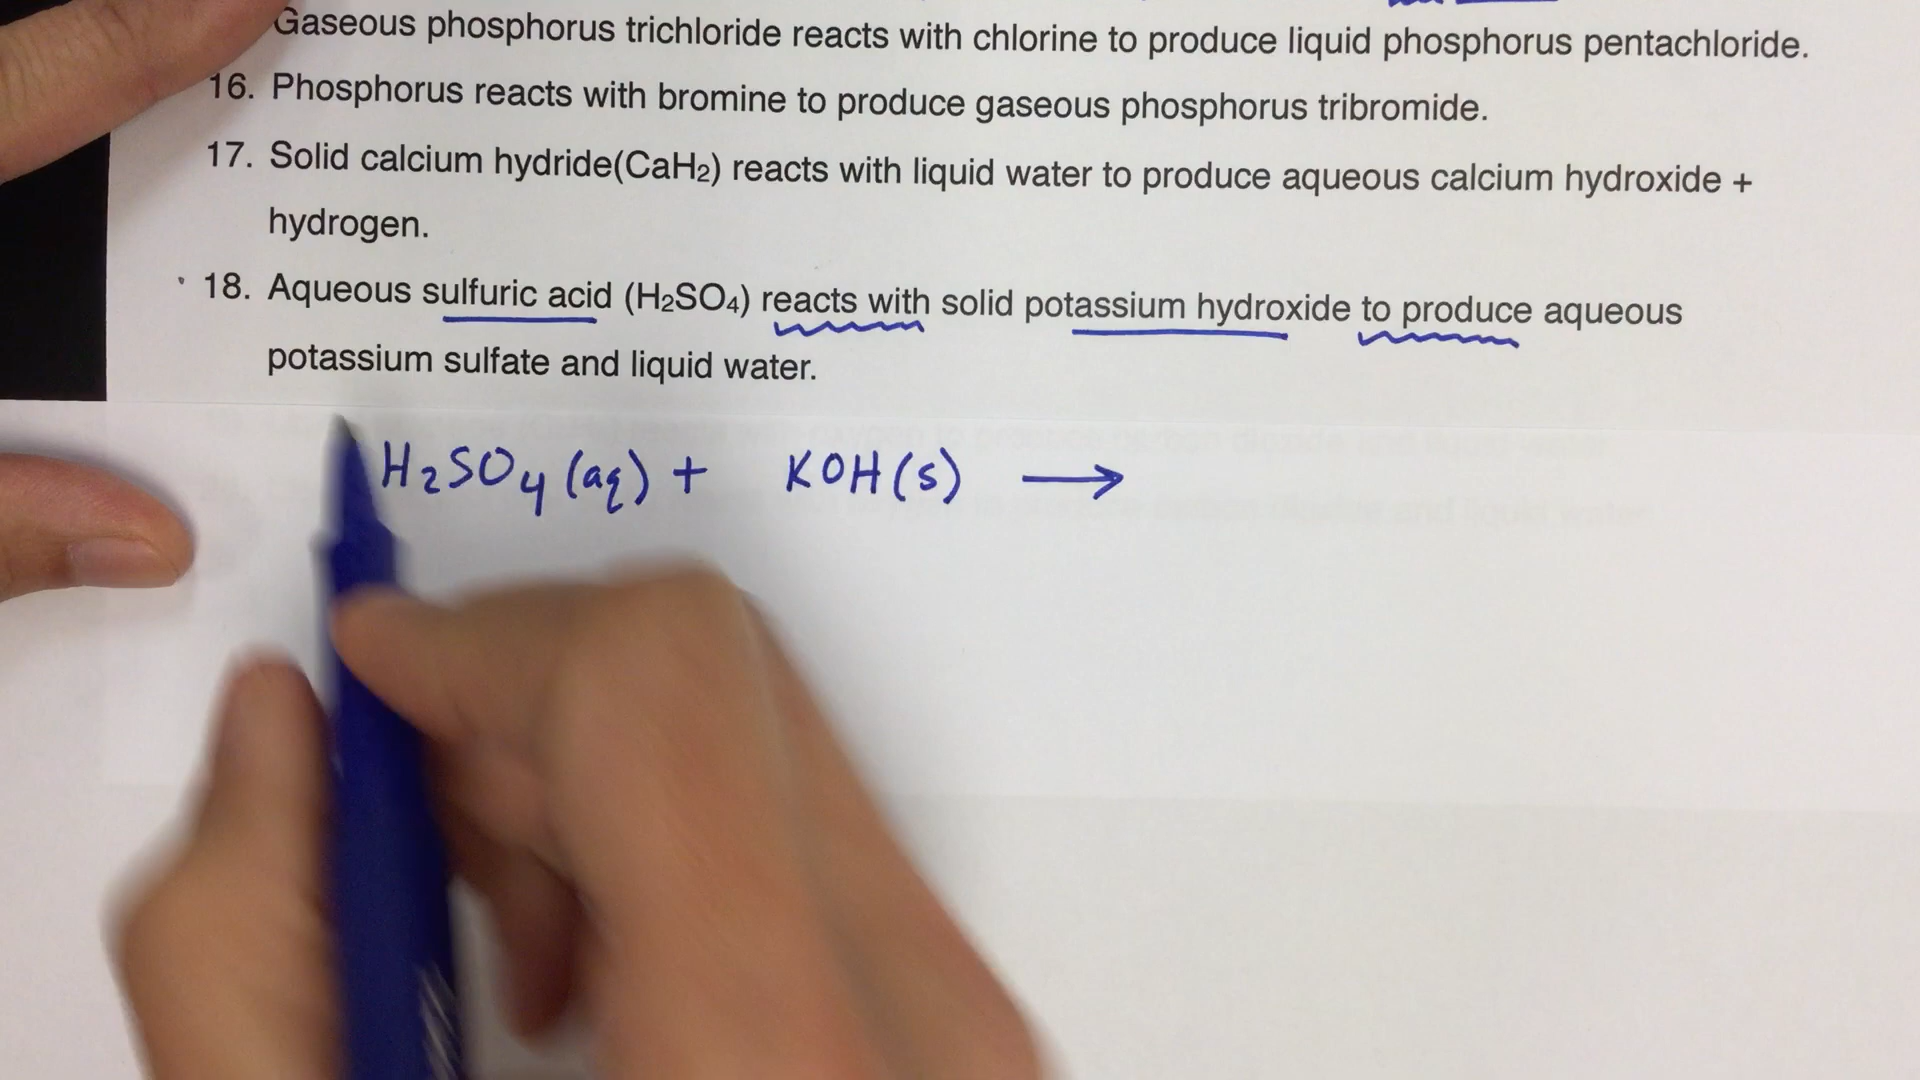 Gaseous phosphorus trichloride reacts with chlorine to produce liquid phosphorus pentachloride.
16. Phosphorus reacts with bromine to produce gaseous phosphorus tribromide.
17. Solid calcium hydride(CaH₂) reacts with liquid water to produce aqueous calcium hydroxide +
hydrogen.
18. Aqueous sulfuric acid (H₂SO₄) reacts with solid potassium hydroxide to produce aqueous
potassium sulfate and liquid water.
H₂SO₄ (aq) + KOH(s) →